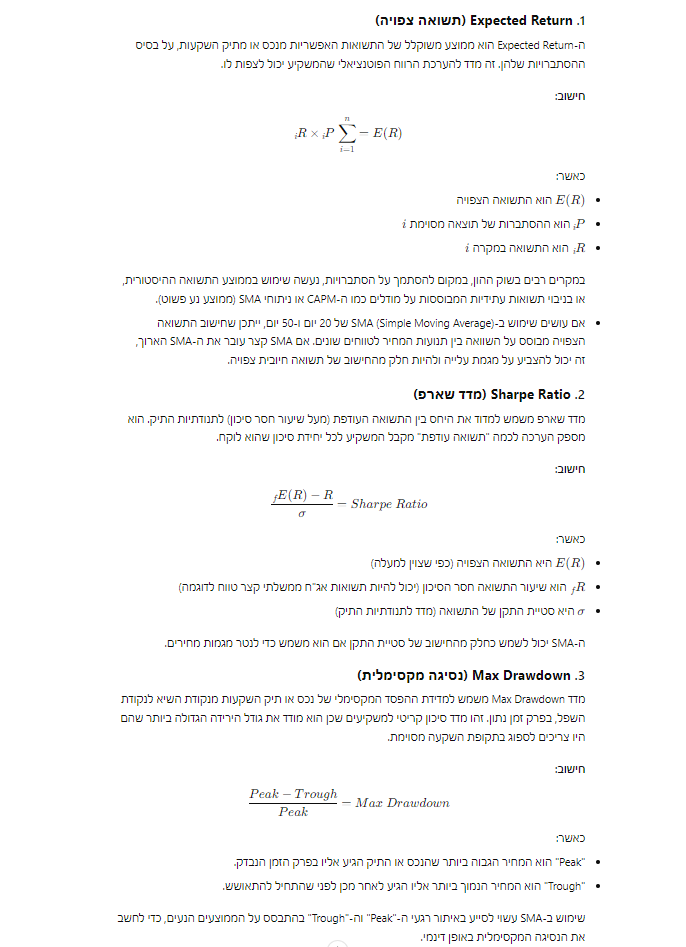 1. Expected Return (תשואה צפויה)
ה-Expected Return הוא ממוצע משוקלל של התשואות האפשריות מנכס או מתיק השקעות, על בסיס
ההסתברויות שלהן. זה מדד להערכת הרווח הפוטנציאלי שהמשקיע יכול לצפות לו.
חישוב:
ᵢR × ᵢP ∑ⁿᵢ₌₁ = E(R)
כאשר:
• E(R) הוא התשואה הצפויה
• ᵢP הוא ההסתברות של תוצאה מסוימת i
• ᵢR הוא התשואה במקרה i
במקרים רבים בשוק ההון, במקום להסתמך על הסתברויות, נעשה שימוש בממוצע התשואה ההיסטורית,
או בניבוי תשואות עתידיות המבוססות על מודלים כמו ה-CAPM או ניתוחי SMA (ממוצע נע פשוט).
• אם עושים שימוש ב-SMA (Simple Moving Average) של 20 יום ו-50 יום, ייתכן שחישוב התשואה
הצפויה מבוסס על השוואה בין תנועות המחיר לטווחים שונים. אם SMA קצר עובר את ה-SMA הארוך,
זה יכול להצביע על מגמת עלייה ולהיות חלק מהחישוב של תשואה חיובית צפויה.
2. Sharpe Ratio (מדד שארפ)
מדד שארפ משמש למדוד את היחס בין התשואה העודפת (מעל שיעור חסר סיכון) לתנודתיות התיק. הוא
מספק הערכה לכמה "תשואה עודפת" מקבל המשקיע לכל יחידת סיכון שהוא לוקח.
חישוב:
fE(R) − R
= Sharpe Ratio
σ
כאשר:
• E(R) היא התשואה הצפויה (כפי שצוין למעלה)
• fR הוא שיעור התשואה חסר הסיכון (יכול להיות תשואות אג"ח ממשלתי קצר טווח לדוגמה)
• σ היא סטיית התקן של התשואה (מדד לתנודתיות התיק)
ה-SMA יכול לשמש כחלק מהחישוב של סטיית התקן אם הוא משמש כדי לנטר מגמות מחירים.
3. Max Drawdown (נסיגה מקסימלית)
מדד Max Drawdown משמש למדידת ההפסד המקסימלי של נכס או תיק השקעות מנקודת השיא לנקודת
השפל, בפרק זמן נתון. זהו מדד סיכון קריטי למשקיעים שכן הוא מודד את גודל הירידה הגדולה ביותר שהם
היו צריכים לספוג בתקופת השקעה מסוימת.
חישוב:
Peak − Trough
= Max Drawdown
Peak
כאשר:
• "Peak" הוא המחיר הגבוה ביותר שהנכס או התיק הגיע אליו בפרק הזמן הנבדק.
• "Trough" הוא המחיר הנמוך ביותר אליו הגיע לאחר מכן לפני שהתחיל להתאושש.
שימוש ב-SMA עשוי לסייע באיתור רגעי ה-"Peak" וה-"Trough" בהתבסס על הממוצעים הנעים, כדי לחשב
את הנסיגה המקסימלית באופן דינמי.